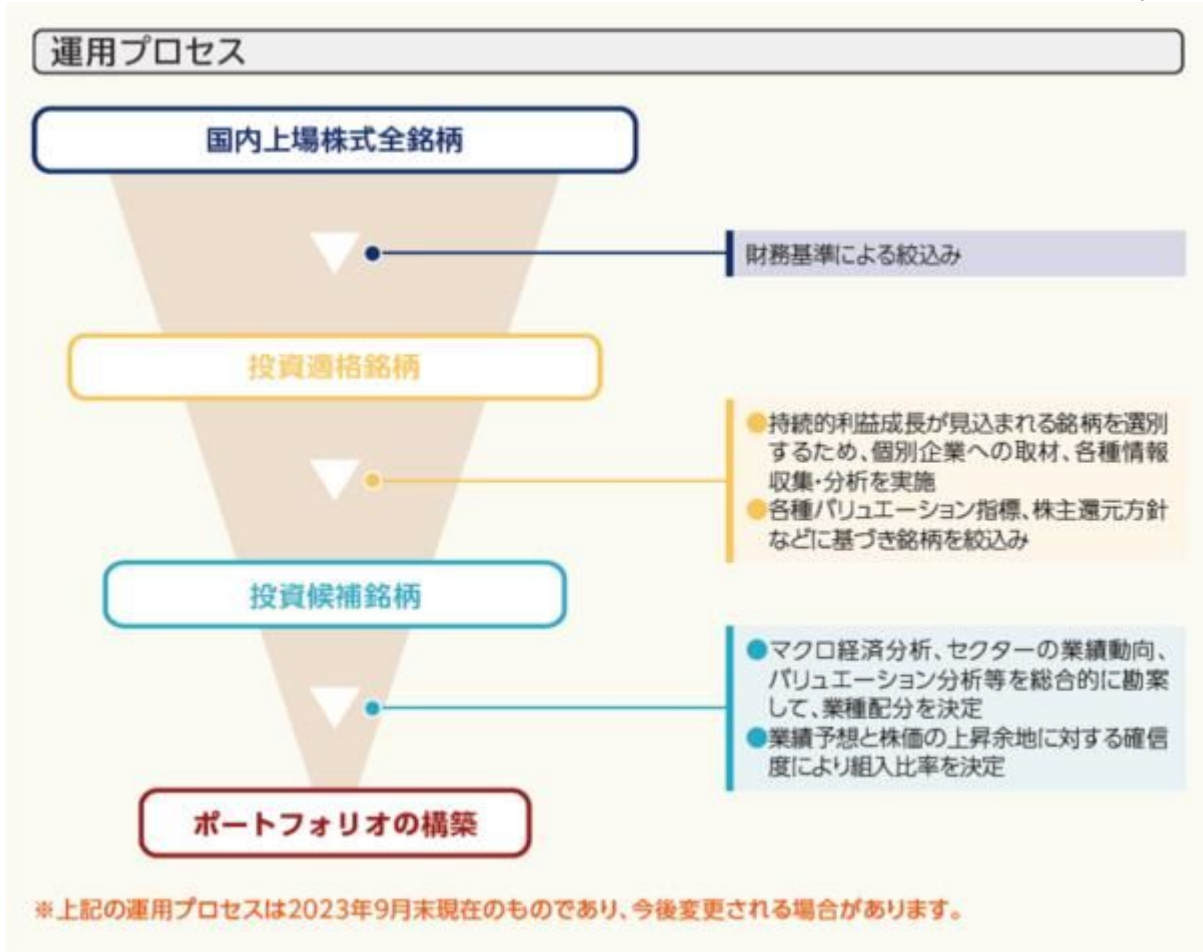 運用プロセス
国内上場株式全銘柄
財務基準による絞込み
投資適格銘柄
●持続的利益成長が見込まれる銘柄を選別
するため、個別企業への取材、各種情報
収集・分析を実施
●各種バリュエーション指標、株主還元方針
などに基づき銘柄を絞込み
投資候補銘柄
●マクロ経済分析、セクターの業績動向、
バリュエーション分析等を総合的に勘案
して、業種配分を決定
●業績予想と株価の上昇余地に対する確信
度により組入比率を決定
ポートフォリオの構築
※上記の運用プロセスは2023年9月末現在のものであり、今後変更される場合があります。